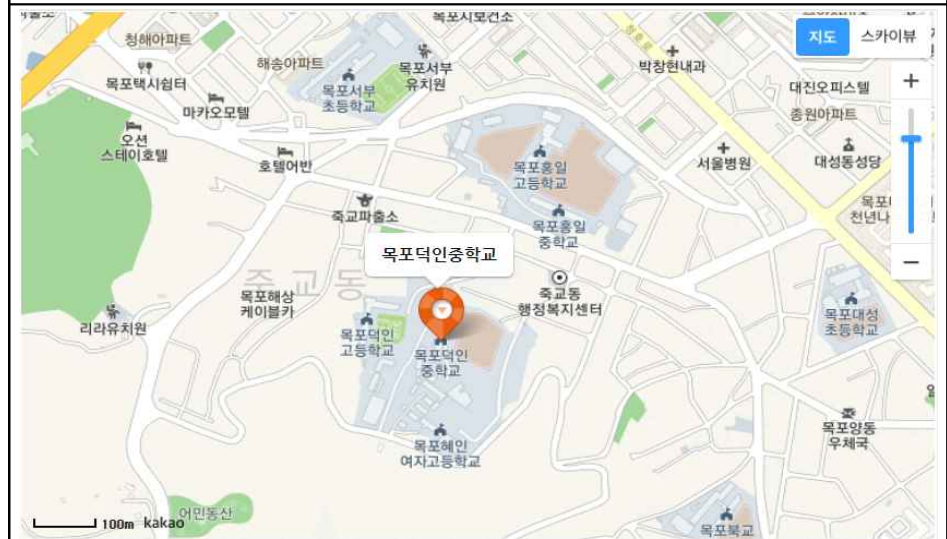 목포시보건소
지도
스카이뷰
청해아파트
해송아파트
목포택시쉼터
목포서부
초등학교
목포서부
유치원
박창현내과
대진오피스텔
마카오모텔
종원아파트
오션
스테이호텔
호텔어반
목포홍일
고등학교
서울병원
대성동성당
죽교파출소
목포홍일
중학교
천년나
목포덕인중학교
죽교동
목포해상
케이블카
죽교동
행정복지센터
리라유치원
목포덕인
고등학교
목포덕인
중학교
목포대성
초등학교
목포양동
우체국
목포혜인
여자고등학교
어민동산
목포북교
100m kakao